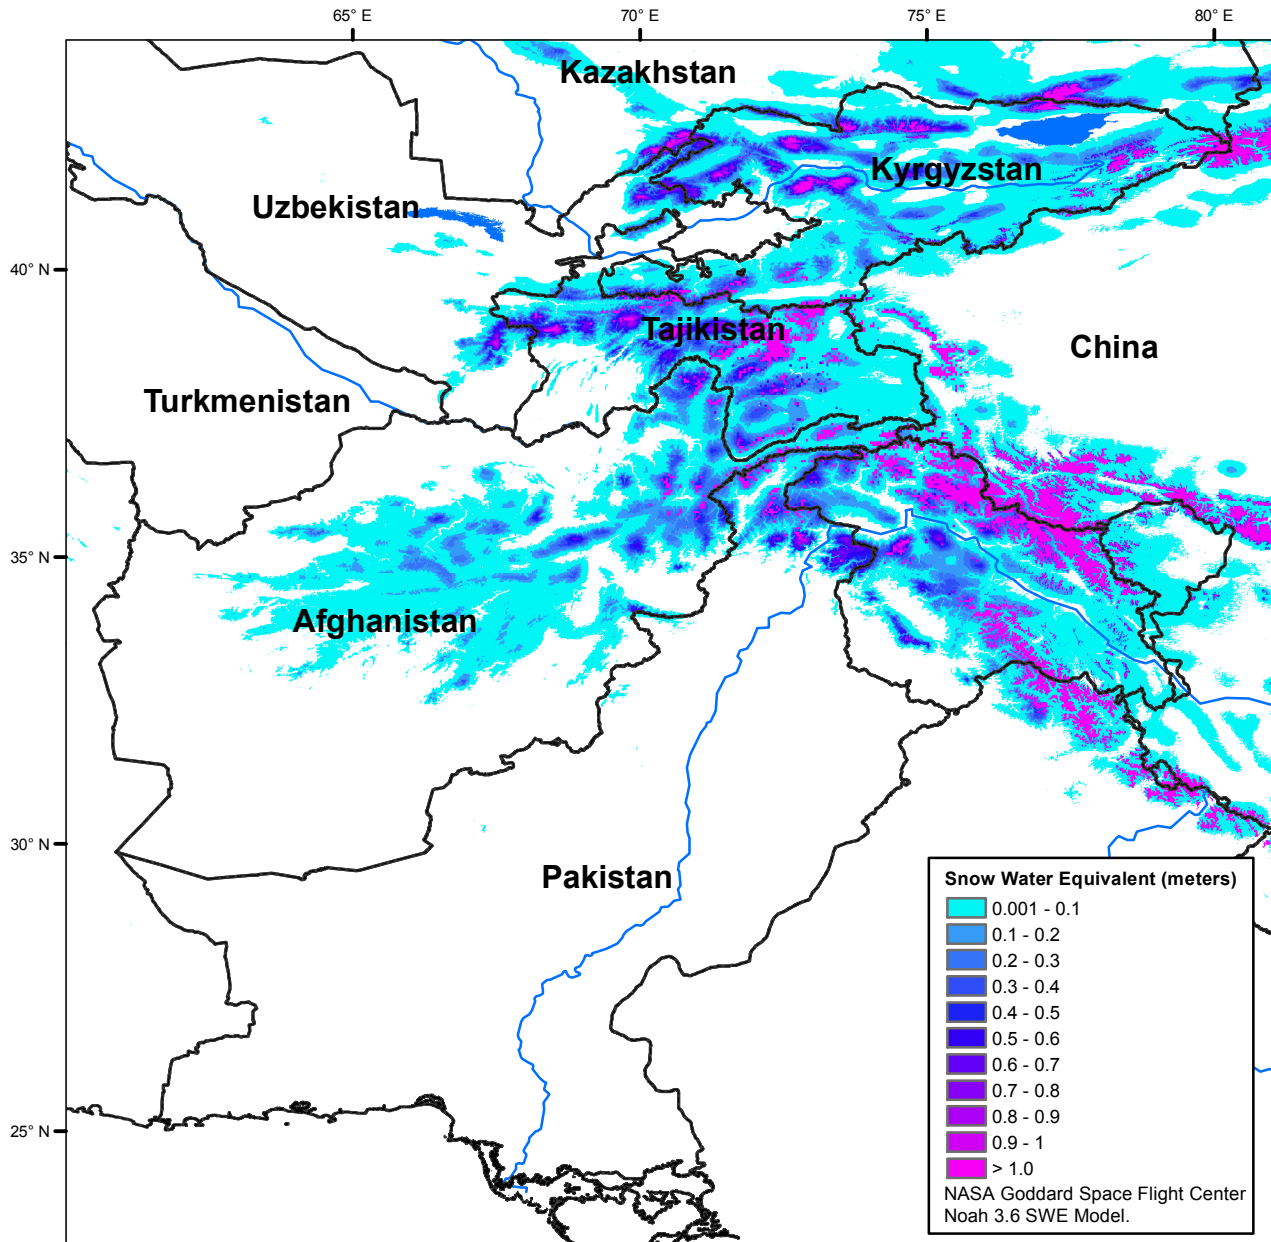 65° E
70° E
75° E
80° E
Kazakhstan
Kyrgyzstan
Uzbekistan
40° N
Tajikistan
China
Turkmenistan
35° N
Afghanistan
30° N
Pakistan
25° N
Snow Water Equivalent (meters)
0.001 - 0.1
0.1 - 0.2
0.2 - 0.3
0.3 - 0.4
0.4 - 0.5
0.5 - 0.6
0.6 - 0.7
0.7 - 0.8
0.8 - 0.9
0.9 - 1
> 1.0
NASA Goddard Space Flight Center
Noah 3.6 SWE Model.